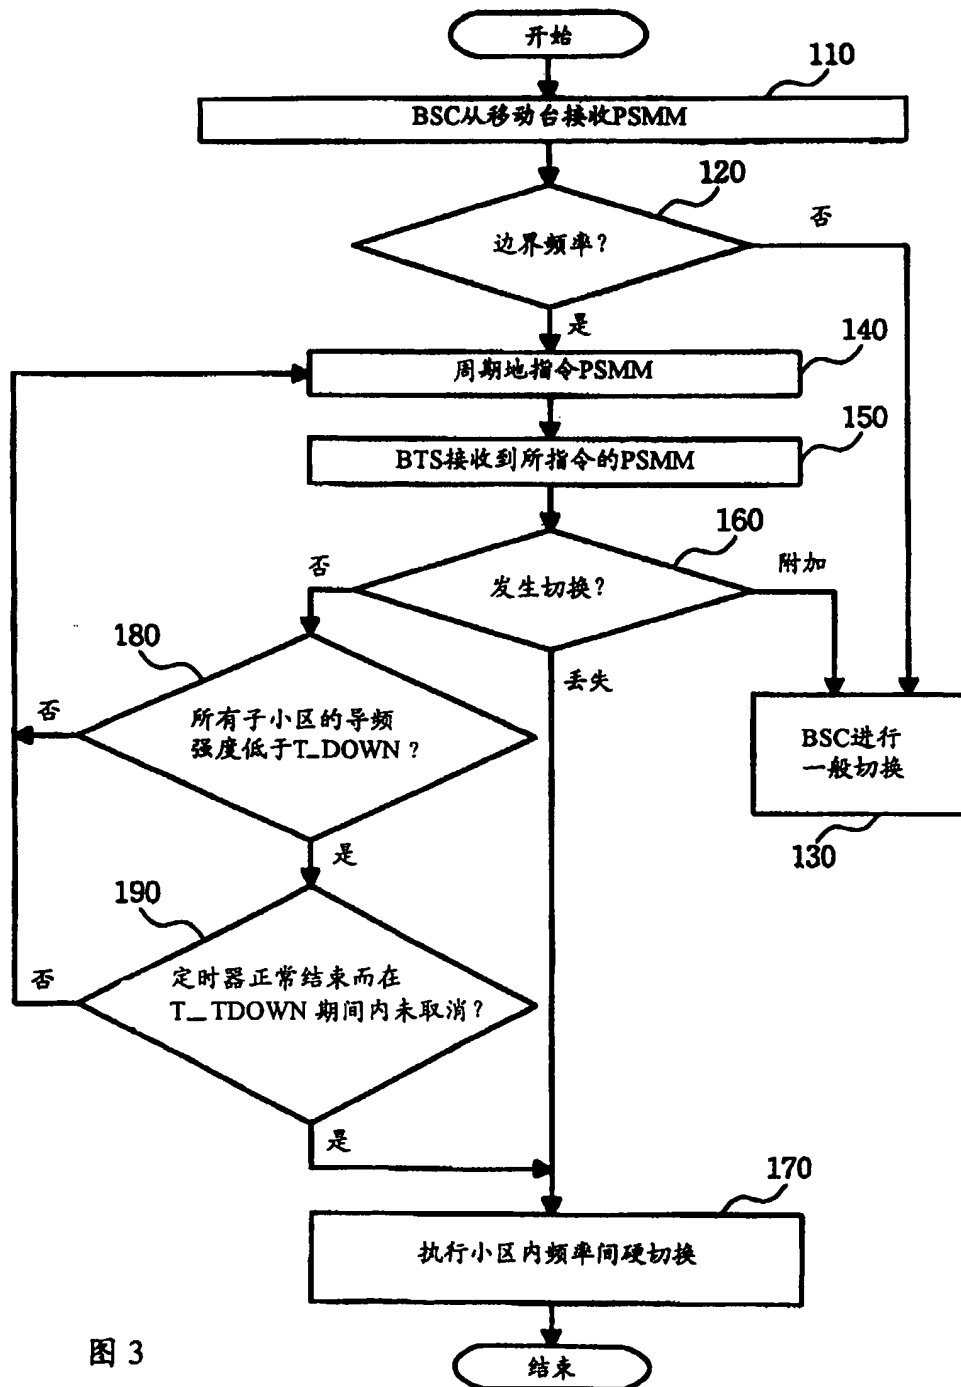 开始
110
BSC从移动台接收PSMM
120
边界频率?
否
是
140
周期地指令PSMM
150
BTS接收到所指令的PSMM
160
发生切换?
否
附加
丢失
180
所有子小区的导频
强度低于T_DOWN ?
否
是
BSC进行
一般切换
130
190
定时器正常结束而在
T_TDOWN 期间内未取消?
否
是
170
执行小区内频率间硬切换
结束
图 3